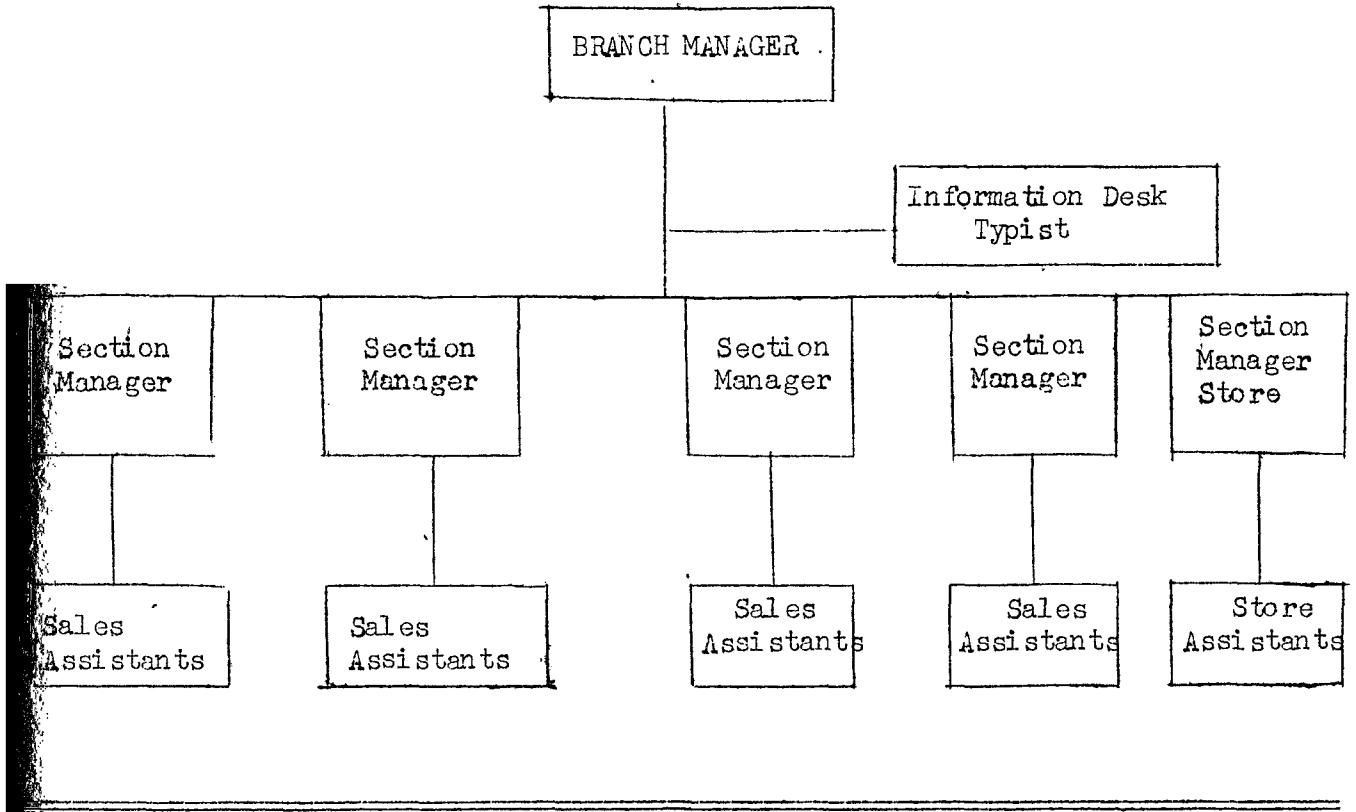 BRANCH MANAGER
Information Desk
Typist
Section
Manager
Section
Manager
Section
Manager
Section
Manager
Section
Manager
Store
Sales
Assistants
Sales
Assistants
Sales
Assistants
Sales
Assistants
Store
Assistants